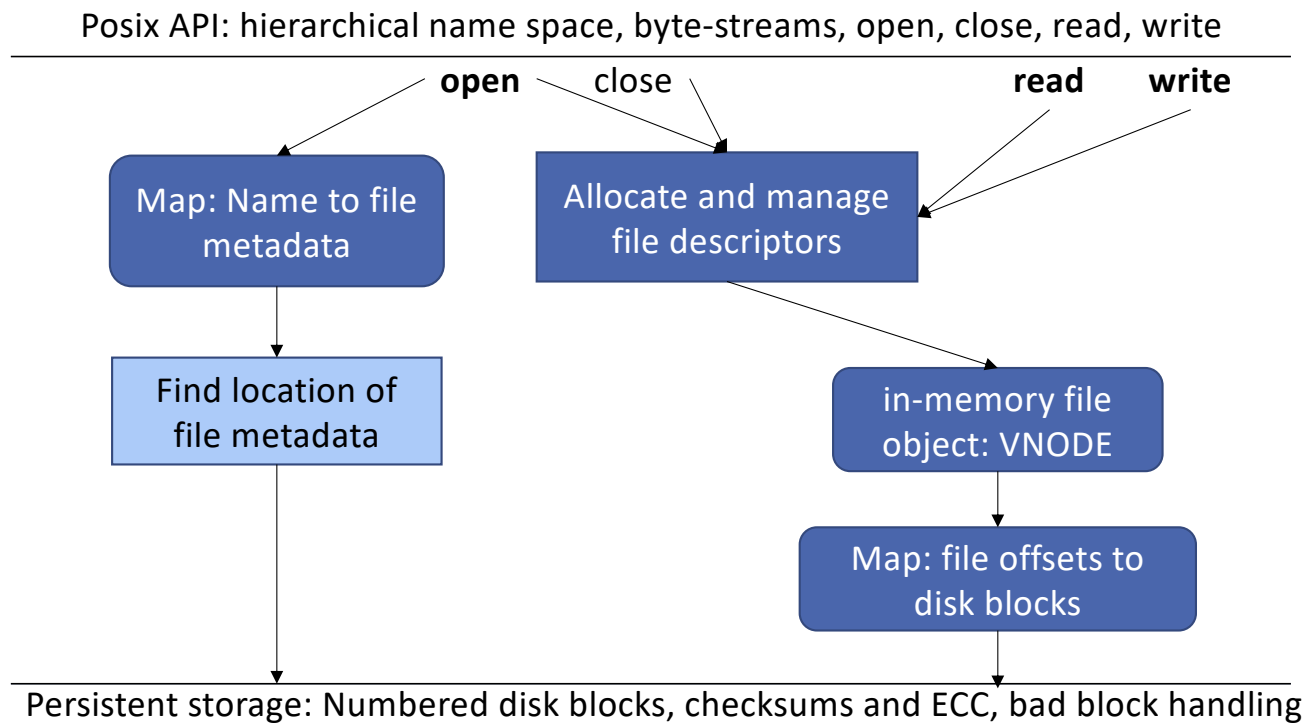 Posix API: hierarchical name space, byte-streams, open, close, read, write
open close read write
Map: Name to file
metadata
Allocate and manage
file descriptors
Find location of
file metadata
in-memory file
object: VNODE
Map: file offsets to
disk blocks
Persistent storage: Numbered disk blocks, checksums and ECC, bad block handling